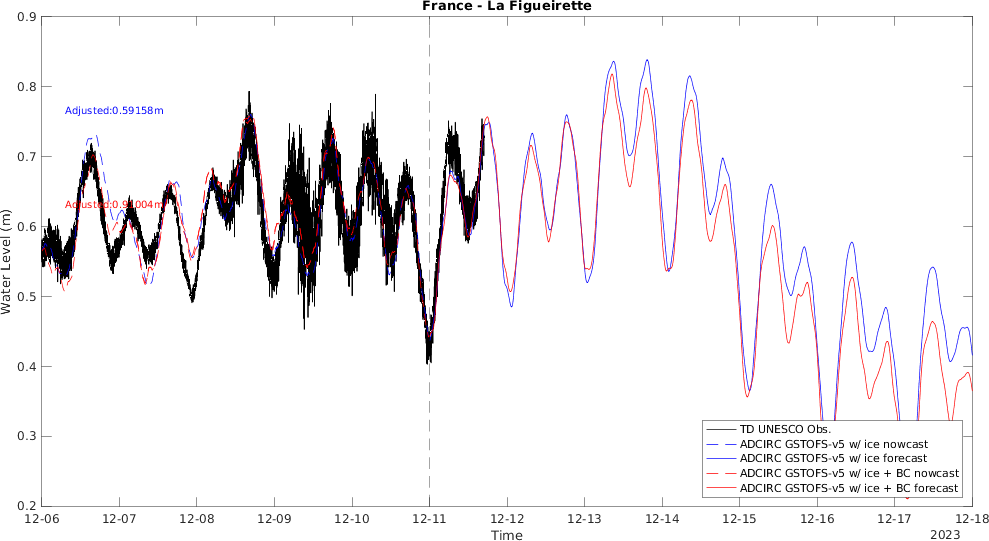 France - La Figueirette
0.9
0.8
0.7
0.6
0.5
0.4
0.3
0.2
Water Level (m)
Adjusted:0.59158m
Adjusted:0.91004m
TD UNESCO Obs.
ADCIRC GSTOFS-v5 w/ ice nowcast
ADCIRC GSTOFS-v5 w/ ice forecast
ADCIRC GSTOFS-v5 w/ ice + BC nowcast
ADCIRC GSTOFS-v5 w/ ice + BC forecast
12-06 12-07 12-08 12-09 12-10 12-11 12-12 12-13 12-14 12-15 12-16 12-17 12-18
Time
2023